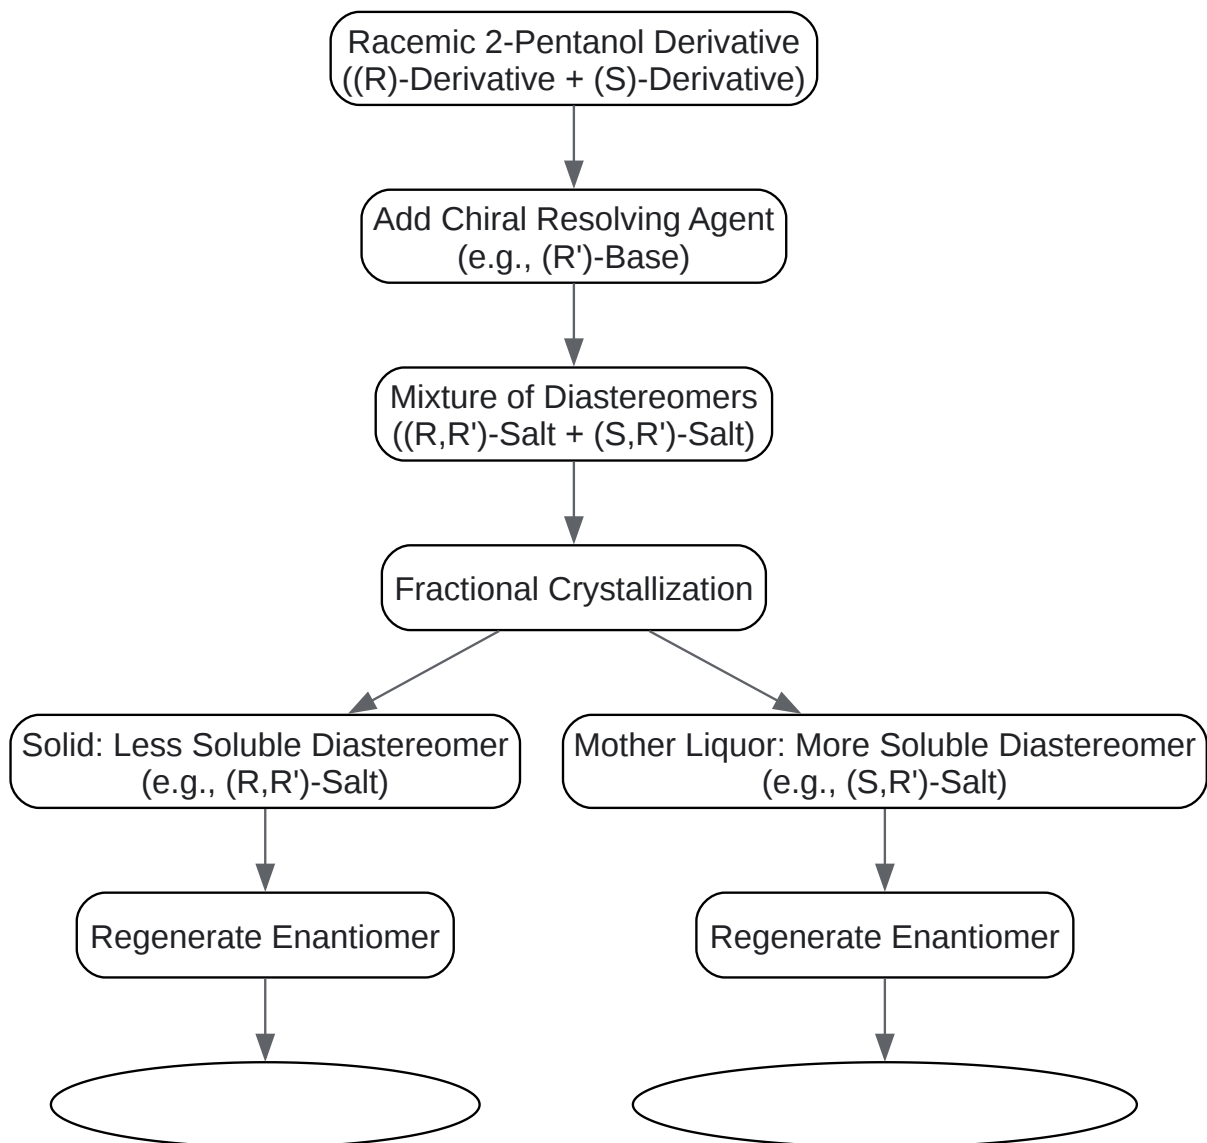 Racemic 2-Pentanol Derivative
((R)-Derivative + (S)-Derivative)
Add Chiral Resolving Agent
(e.g., (R')-Base)
Mixture of Diastereomers
((R,R')-Salt + (S,R')-Salt)
Fractional Crystallization
Solid: Less Soluble Diastereomer
(e.g., (R,R')-Salt)
Mother Liquor: More Soluble Diastereomer
(e.g., (S,R')-Salt)
Regenerate Enantiomer
Regenerate Enantiomer